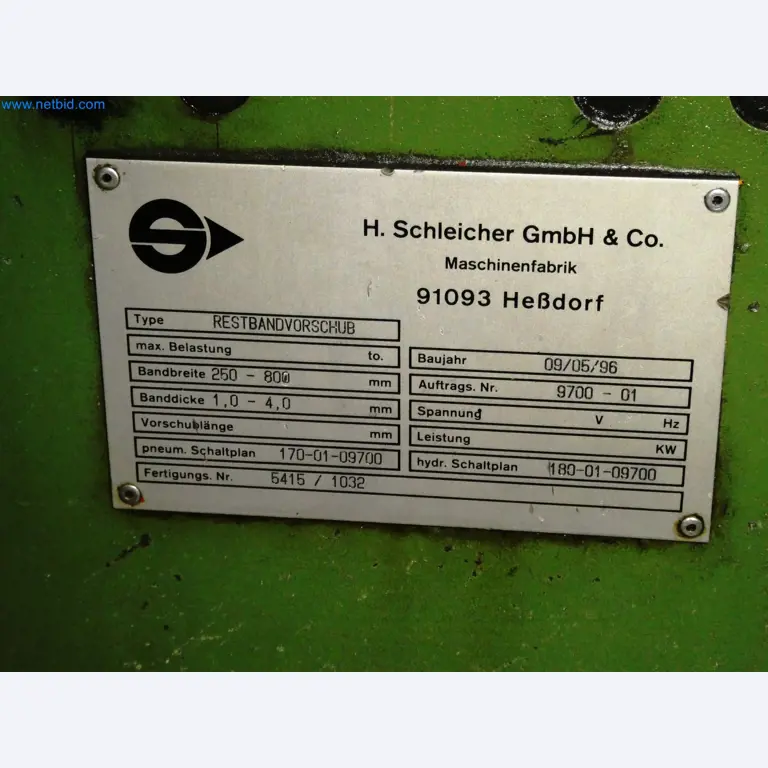 www.netbid.com
H. Schleicher GmbH & Co.
Maschinenfabrik
91093 Heßdorf
Type RESTBANDVORSCHUB
max. Belastung to.
Bandbreite 250 - 800 mm
Banddicke 1,0 - 4,0 mm
Vorschublänge mm
pneum. Schaltplan 170-01-09700
Fertigungs. Nr. 5415 / 1032
Baujahr 09/05/96
Auftrags. Nr. 9700 - 01
Spannung V Hz
Leistung KW
hydr. Schaltplan 180-01-09700